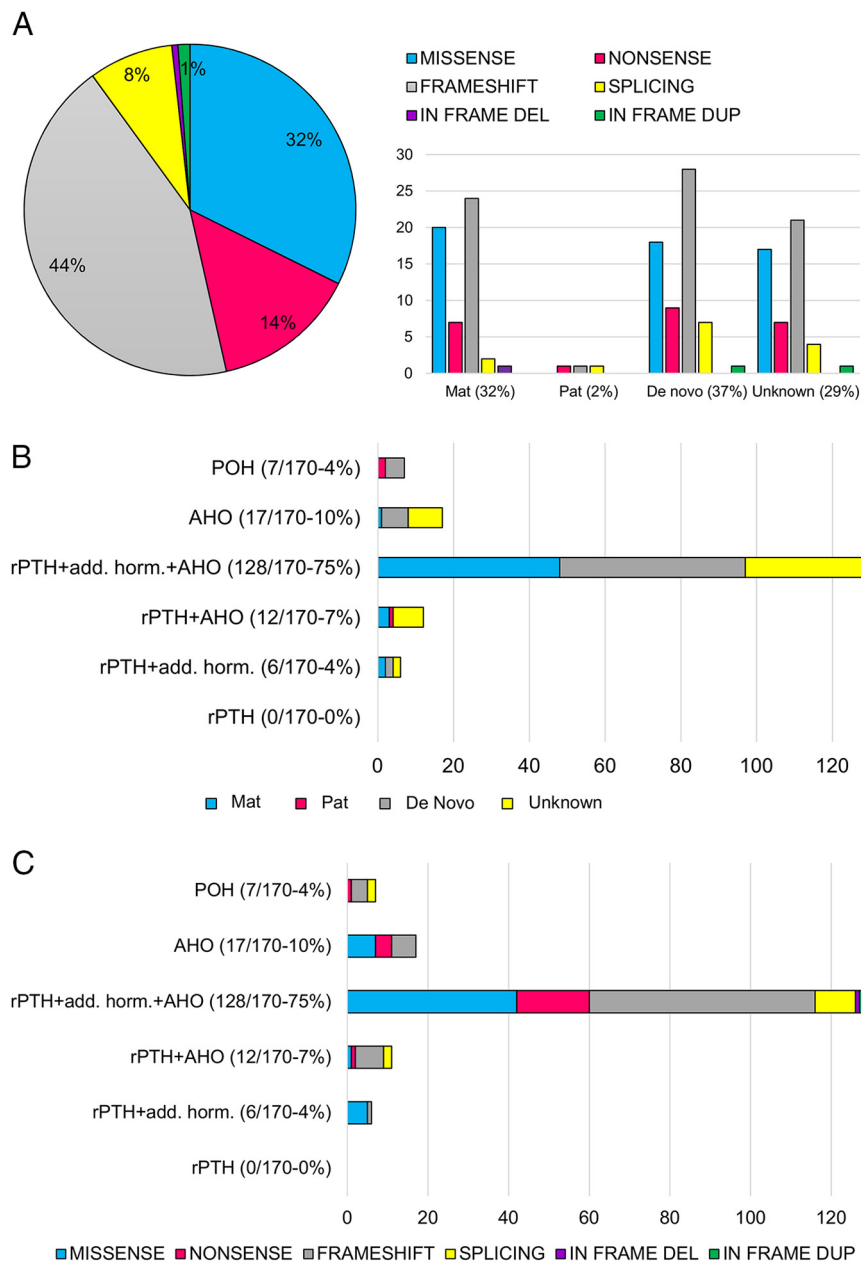 A
8%
1%
32%
44%
14%
MISSENSE NONSENSE
FRAMESHIFT SPLICING
IN FRAME DEL IN FRAME DUP
30
25
20
15
10
5
0
Mat (32%) Pat (2%) De novo (37%) Unknown (29%)
B
POH (7/170-4%)
AHO (17/170-10%)
rPTH+add. horm.+AHO (128/170-75%)
rPTH+AHO (12/170-7%)
rPTH+add. horm. (6/170-4%)
rPTH (0/170-0%)
0 20 40 60 80 100 120
Mat Pat De Novo Unknown
C
POH (7/170-4%)
AHO (17/170-10%)
rPTH+add. horm.+AHO (128/170-75%)
rPTH+AHO (12/170-7%)
rPTH+add. horm. (6/170-4%)
rPTH (0/170-0%)
0 20 40 60 80 100 120
MISSENSE NONSENSE FRAMESHIFT SPLICING IN FRAME DEL IN FRAME DUP